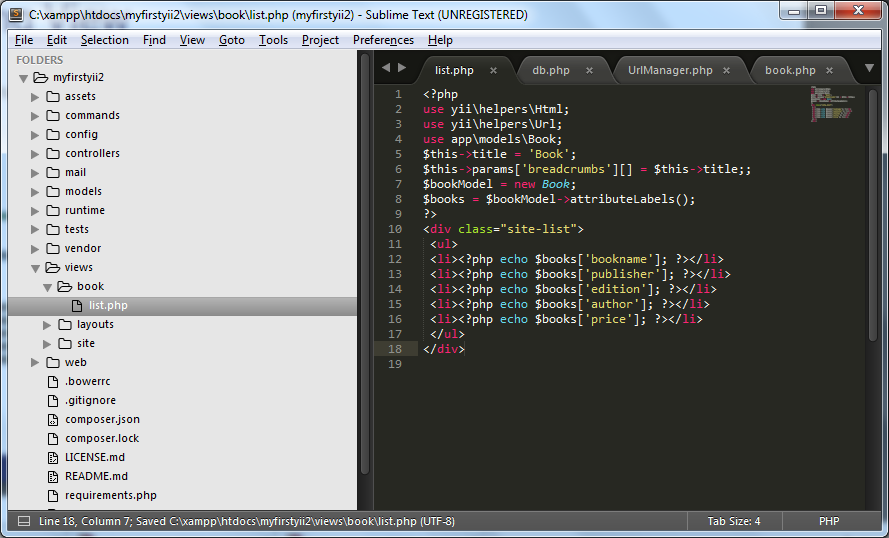 C:\xampp\htdocs\myfirstyii2\views\book\list.php (myfirstyii2) - Sublime Text (UNREGISTERED)
File Edit Selection Find View Goto Tools Project Preferences Help
FOLDERS
myfirstyii2
assets
commands
config
controllers
mail
models
runtime
tests
vendor
views
book
list.php
layouts
site
web
.bowerrc
.gitignore
composer.json
composer.lock
LICENSE.md
README.md
requirements.php
list.php × db.php × UrlManager.php × book.php ×
1 <?php
2 use yii\helpers\Html;
3 use yii\helpers\Url;
4 use app\models\Book;
5 $this->title = 'Book';
6 $this->params['breadcrumbs'][] = $this->title;;
7 $bookModel = new Book;
8 $books = $bookModel->attributeLabels();
9 ?>
10 <div class="site-list">
11 <ul>
12 <li><?php echo $books['bookname']; ?></li>
13 <li><?php echo $books['publisher']; ?></li>
14 <li><?php echo $books['edition']; ?></li>
15 <li><?php echo $books['author']; ?></li>
16 <li><?php echo $books['price']; ?></li>
17 </ul>
18 </div>
19
Line 18, Column 7; Saved C:\xampp\htdocs\myfirstyii2\views\book\list.php (UTF-8) Tab Size: 4 PHP